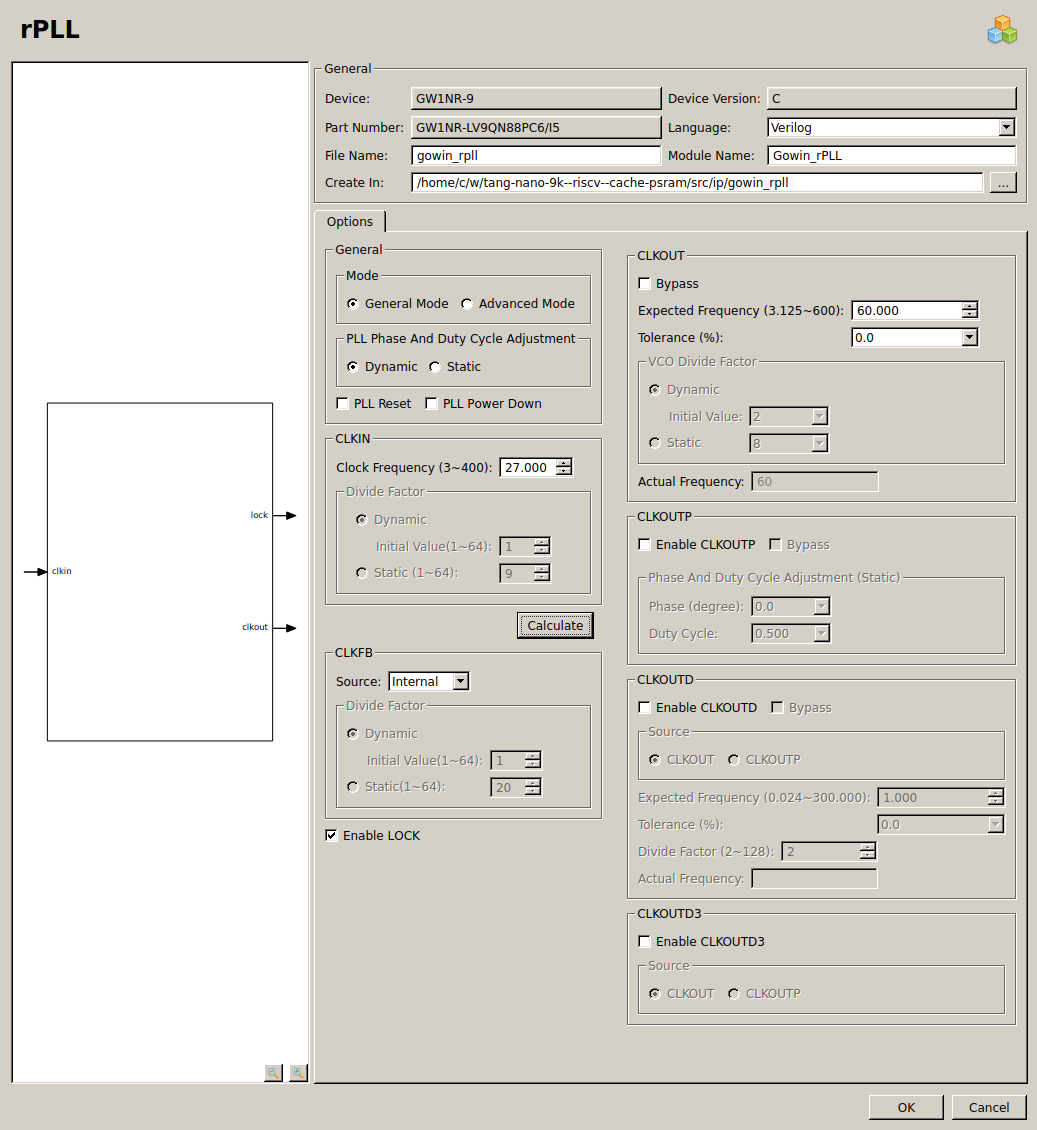 rPLL
General
Device: GW1NR-9 Device Version: C
Part Number: GW1NR-LV9QN88PC6/I5 Language: Verilog
File Name: gowin_rpll Module Name: Gowin_rPLL
Create In: /home/c/w/tang-nano-9k--riscv--cache-psram/src/ip/gowin_rpll ...
Options
General
Mode
General Mode Advanced Mode
PLL Phase And Duty Cycle Adjustment
Dynamic Static
PLL Reset PLL Power Down
CLKIN
Clock Frequency (3~400): 27.000
Divide Factor
Dynamic
Initial Value(1~64): 1
Static (1~64): 9
Calculate
CLKFB
Source: Internal
Divide Factor
Dynamic
Initial Value(1~64): 1
Static(1~64): 20
Enable LOCK
CLKOUT
Bypass
Expected Frequency (3.125~600): 60.000
Tolerance (%): 0.0
VCO Divide Factor
Dynamic
Initial Value: 2
Static 8
Actual Frequency: 60
CLKOUTP
Enable CLKOUTP Bypass
Phase And Duty Cycle Adjustment (Static)
Phase (degree): 0.0
Duty Cycle: 0.500
CLKOUTD
Enable CLKOUTD Bypass
Source
CLKOUT CLKOUTP
Expected Frequency (0.024~300.000): 1.000
Tolerance (%): 0.0
Divide Factor (2~128): 2
Actual Frequency:
CLKOUTD3
Enable CLKOUTD3
Source
CLKOUT CLKOUTP
lock
clkin
clkout
OK Cancel